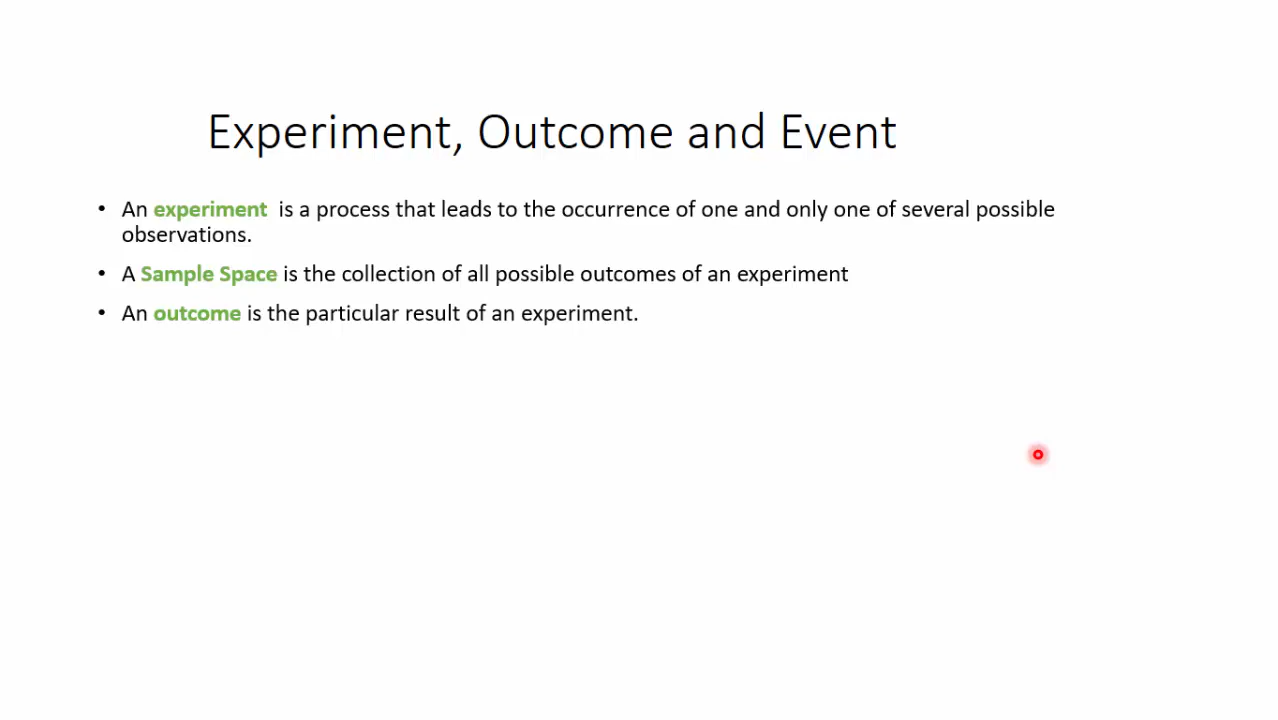 Experiment, Outcome and Event
• An experiment is a process that leads to the occurrence of one and only one of several possible
observations.
• A Sample Space is the collection of all possible outcomes of an experiment
• An outcome is the particular result of an experiment.